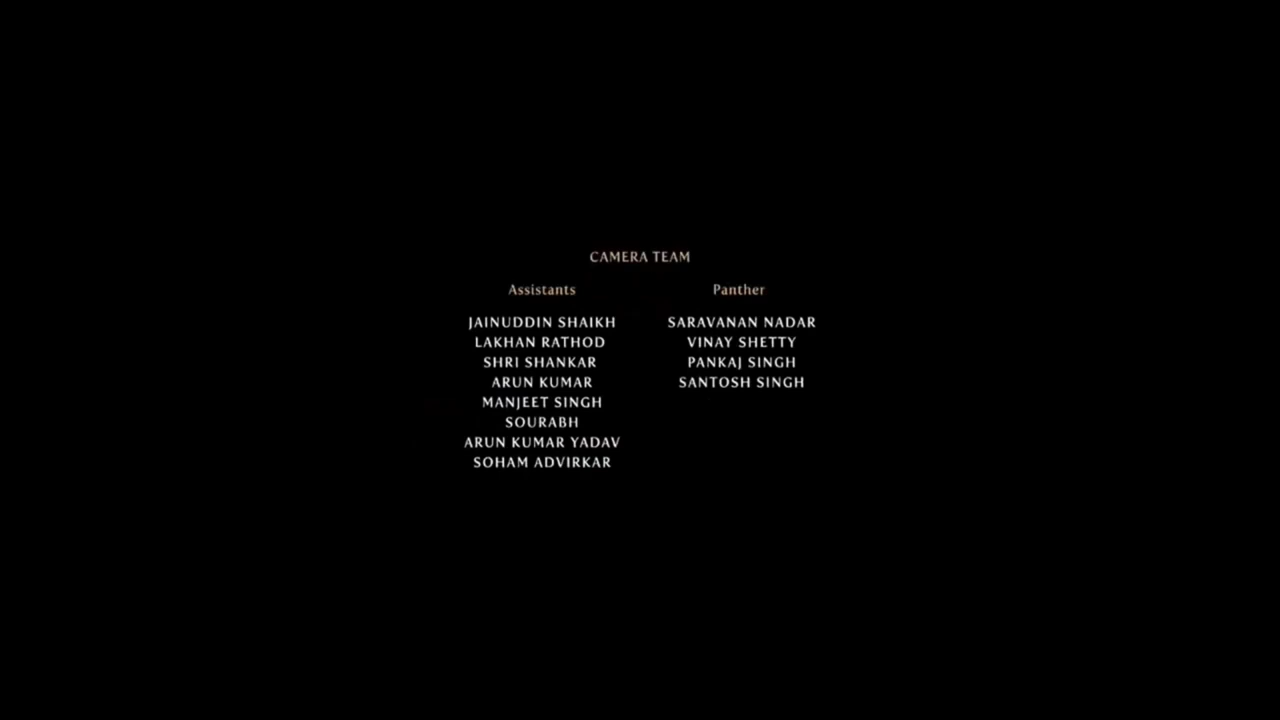 CAMERA TEAM
Assistants
JAINUDDIN SHAIKH
LAKHAN RATHOD
SHRI SHANKAR
ARUN KUMAR
MANJEET SINGH
SOURABH
ARUN KUMAR YADAV
SOHAM ADVIRKAR
Panther
SARAVANAN NADAR
VINAY SHETTY
PANKAJ SINGH
SANTOSH SINGH